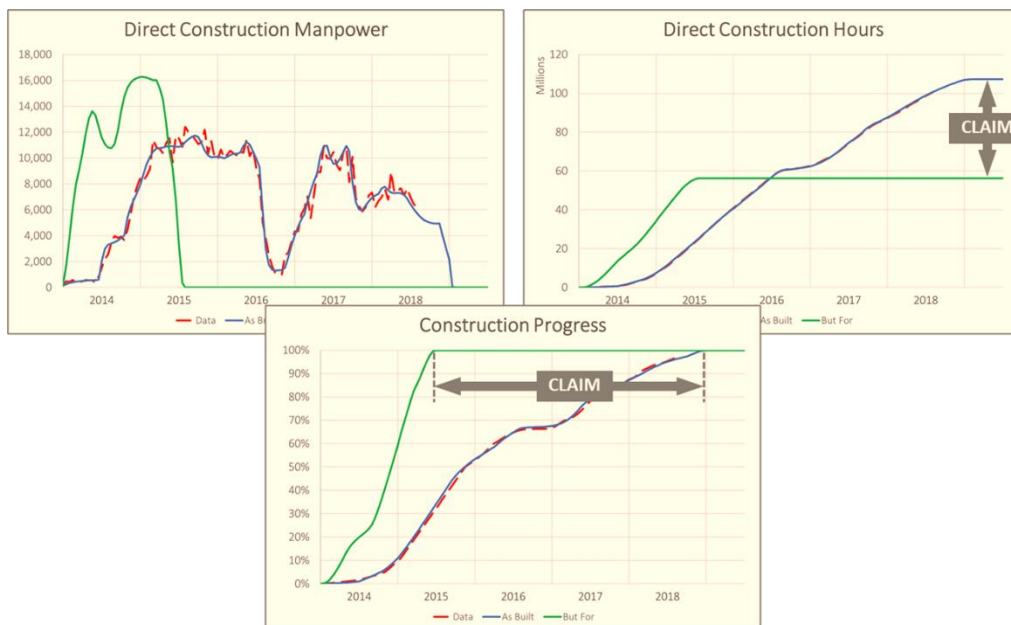 Direct Construction Manpower
18,000
16,000
14,000
12,000
10,000
8,000
6,000
4,000
2,000
0
2014 2015 2016 2017 2018
Data As Bu
Direct Construction Hours
Millions
120
100
80
60
40
20
0
CLAIM
2014 2015 2016 2017 2018
As Built But For
Construction Progress
100%
90%
80%
70%
60%
50%
40%
30%
20%
10%
0%
CLAIM
2014 2015 2016 2017 2018
Data As Built But For